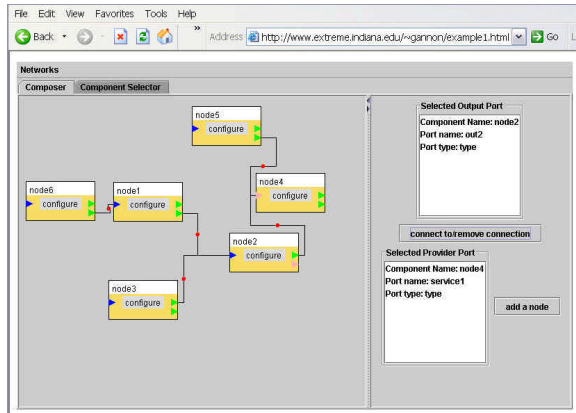 File Edit View Favorites Tools Help
Back » Address http://www.extreme.indiana.edu/~gannon/example1.html Go L
Networks
Composer Component Selector
node5
configure
node4
configure
node6
configure
node1
configure
node2
configure
node3
configure
Selected Output Port
Component Name: node2
Port name: out2
Port type: type
connect to/remove connection
Selected Provider Port
Component Name: node4
Port name: service1
Port type: type
add a node